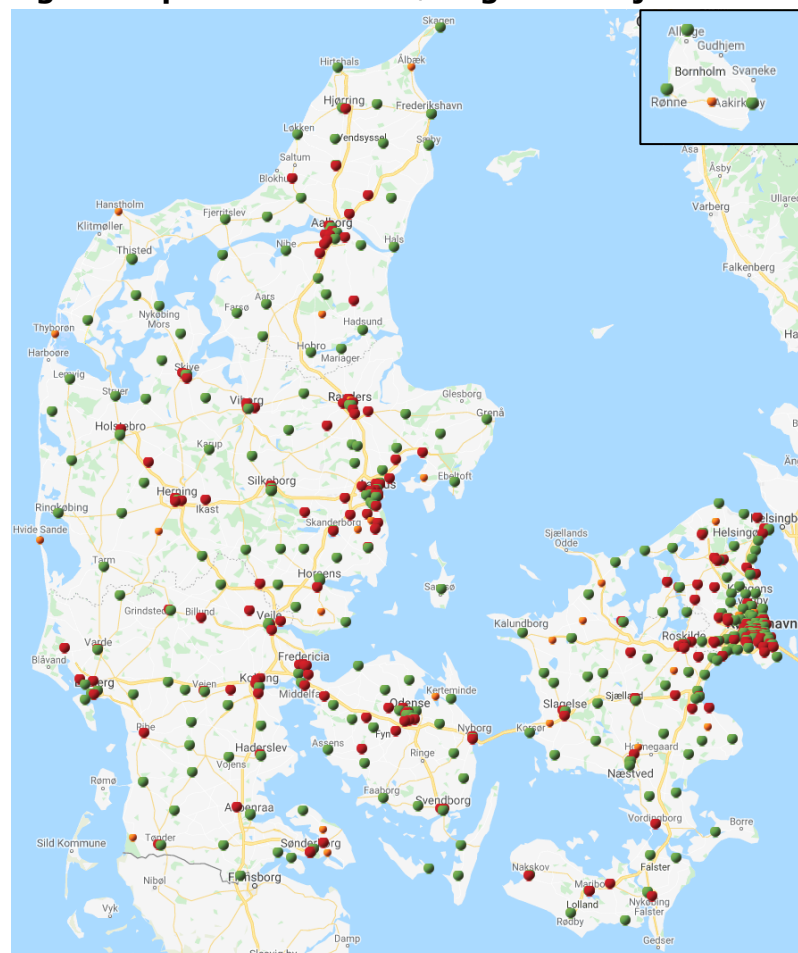 Skagen
Hirtshals
Ålbæk
Hjørring
Frederikshavn
Løkken
Vendsyssel
Sæby
Saltum
Blokhus
Hanstholm
Fjerritslev
Klitmøller
Aalborg
Thisted
Nibe
Hals
Nykøbing
Mors
Farsø
Aars
Hadsund
Thyborøn
Harboøre
Hobro
Mariager
Lemvig
Skive
Struer
Viborg
Randers
Glesborg
Grenå
Holstebro
Karup
Silkeborg
Ebeltoft
Herning
Ikast
Ringkøbing
Skanderborg
Hvide Sande
Tarm
Horsens
Samsø
Grindsted
Billund
Vejle
Varde
Blåvand
Fredericia
Vejen
Kolding
Middelfart
Odense
Kerteminde
Ribe
Fyn
Nyborg
Haderslev
Vojens
Assens
Ringe
Rømø
Faaborg
Svendborg
Aabenraa
Sild Kommune
Tønder
Sønderborg
Nibøl
Flensborg
Vyk
Damp
Allinge
Gudhjem
Bornholm
Svaneke
Rønne
Aakirkeby
Åsa
Åsby
Varberg
Ullared
Falkenberg
Ha
Helsingb
Helsingør
Sjællands
Odde
Kalundborg
Roskilde
Slagelse
Sjælland
Korsør
Næstved
Vordingborg
Borre
Nakskov
Maribo
Falster
Lolland
Nykøbing
Falster
Rødby
Gedser